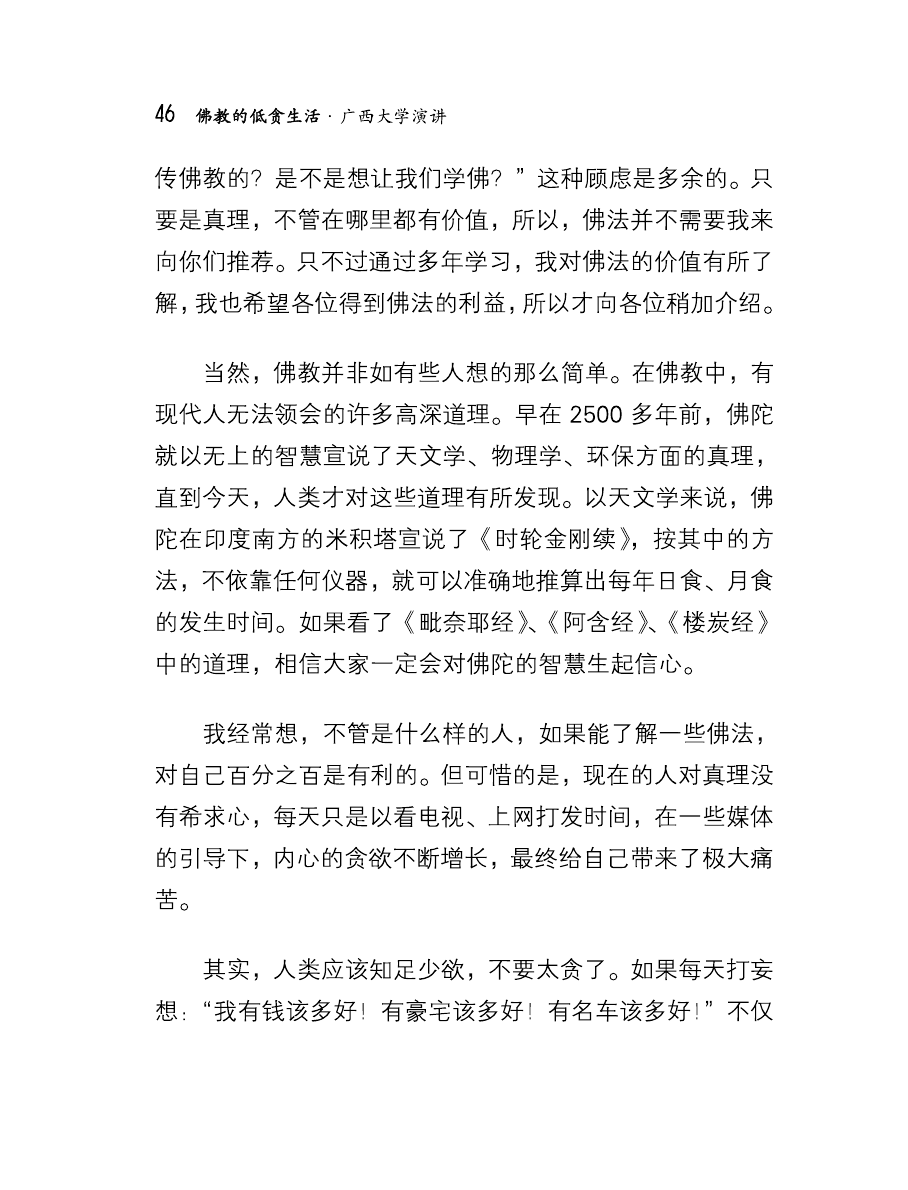 46 佛教的低贪生活·广西大学演讲
传佛教的？是不是想让我们学佛？”这种顾虑是多余的。只
要是真理，不管在哪里都有价值，所以，佛法并不需要我来
向你们推荐。只不过通过多年学习，我对佛法的价值有所了
解，我也希望各位得到佛法的利益，所以才向各位稍加介绍。
当然，佛教并非如有些人想的那么简单。在佛教中，有
现代人无法领会的许多高深道理。早在 2500 多年前，佛陀
就以无上的智慧宣说了天文学、物理学、环保方面的真理，
直到今天，人类才对这些道理有所发现。以天文学来说，佛
陀在印度南方的米积塔宣说了《时轮金刚续》，按其中的方
法，不依靠任何仪器，就可以准确地推算出每年日食、月食
的发生时间。如果看了《毗奈耶经》、《阿含经》、《楼炭经》
中的道理，相信大家一定会对佛陀的智慧生起信心。
我经常想，不管是什么样的人，如果能了解一些佛法，
对自己百分之百是有利的。但可惜的是，现在的人对真理没
有希求心，每天只是以看电视、上网打发时间，在一些媒体
的引导下，内心的贪欲不断增长，最终给自己带来了极大痛
苦。
其实，人类应该知足少欲，不要太贪了。如果每天打妄
想：“我有钱该多好！有豪宅该多好！有名车该多好！”不仅